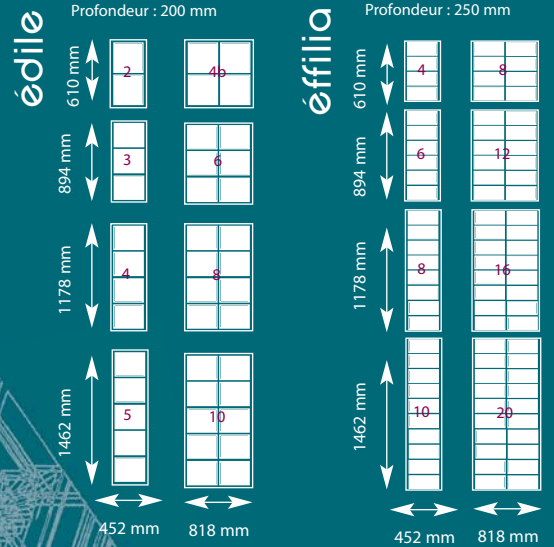 édile
Profondeur : 200 mm
610 mm
2
4b
894 mm
3
6
1178 mm
4
8
1462 mm
5
10
452 mm
818 mm
éffilia
Profondeur : 250 mm
610 mm
4
8
894 mm
6
12
1178 mm
8
16
1462 mm
10
20
452 mm
818 mm